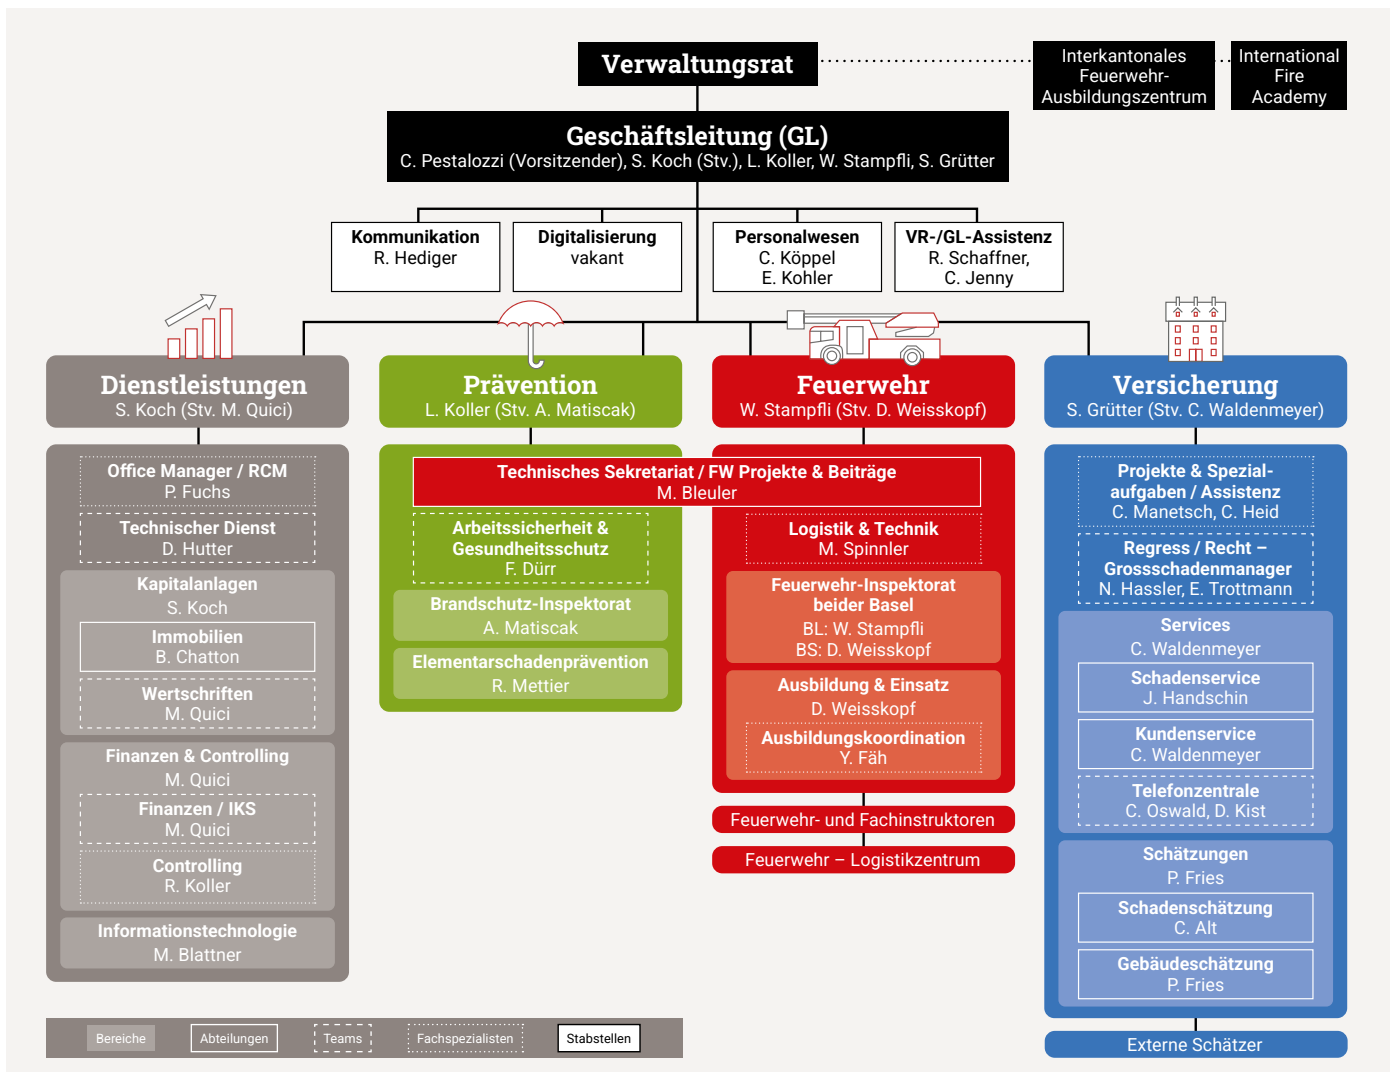 Verwaltungsrat
Interkantonales
Feuerwehr-
Ausbildungszentrum
International
Fire
Academy
Geschäftsleitung (GL)
C. Pestalozzi (Vorsitzender), S. Koch (Stv.), L. Koller, W. Stampfli, S. Grütter
Kommunikation
R. Hediger
Digitalisierung
vakant
Personalwesen
C. Köppel
E. Kohler
VR-/GL-Assistenz
R. Schaffner,
C. Jenny
Dienstleistungen
S. Koch (Stv. M. Quici)
Office Manager / RCM
P. Fuchs
Technischer Dienst
D. Hutter
Kapitalanlagen
S. Koch
Immobilien
B. Chatton
Wertschriften
M. Quici
Finanzen & Controlling
M. Quici
Finanzen / IKS
M. Quici
Controlling
R. Koller
Informationstechnologie
M. Blattner
Prävention
L. Koller (Stv. A. Matiscak)
Technisches Sekretariat / FW Projekte & Beiträge
M. Bleuler
Arbeitssicherheit &
Gesundheitsschutz
F. Dürr
Brandschutz-Inspektorat
A. Matiscak
Elementarschadenprävention
R. Mettier
Feuerwehr
W. Stampfli (Stv. D. Weisskopf)
Logistik & Technik
M. Spinnler
Feuerwehr-Inspektorat
beider Basel
BL: W. Stampfli
BS: D. Weisskopf
Ausbildung & Einsatz
D. Weisskopf
Ausbildungskoordination
Y. Fäh
Feuerwehr- und Fachinstruktoren
Feuerwehr – Logistikzentrum
Versicherung
S. Grütter (Stv. C. Waldenmeyer)
Projekte & Spezial-
aufgaben / Assistenz
C. Manetsch, C. Heid
Regress / Recht –
Grossschadenmanager
N. Hassler, E. Trottmann
Services
C. Waldenmeyer
Schadenservice
J. Handschin
Kundenservice
C. Waldenmeyer
Telefonzentrale
C. Oswald, D. Kist
Schätzungen
P. Fries
Schadenschätzung
C. Alt
Gebäudeschätzung
P. Fries
Externe Schätzer
Bereiche
Abteilungen
Teams
Fachspezialisten
Stabstellen